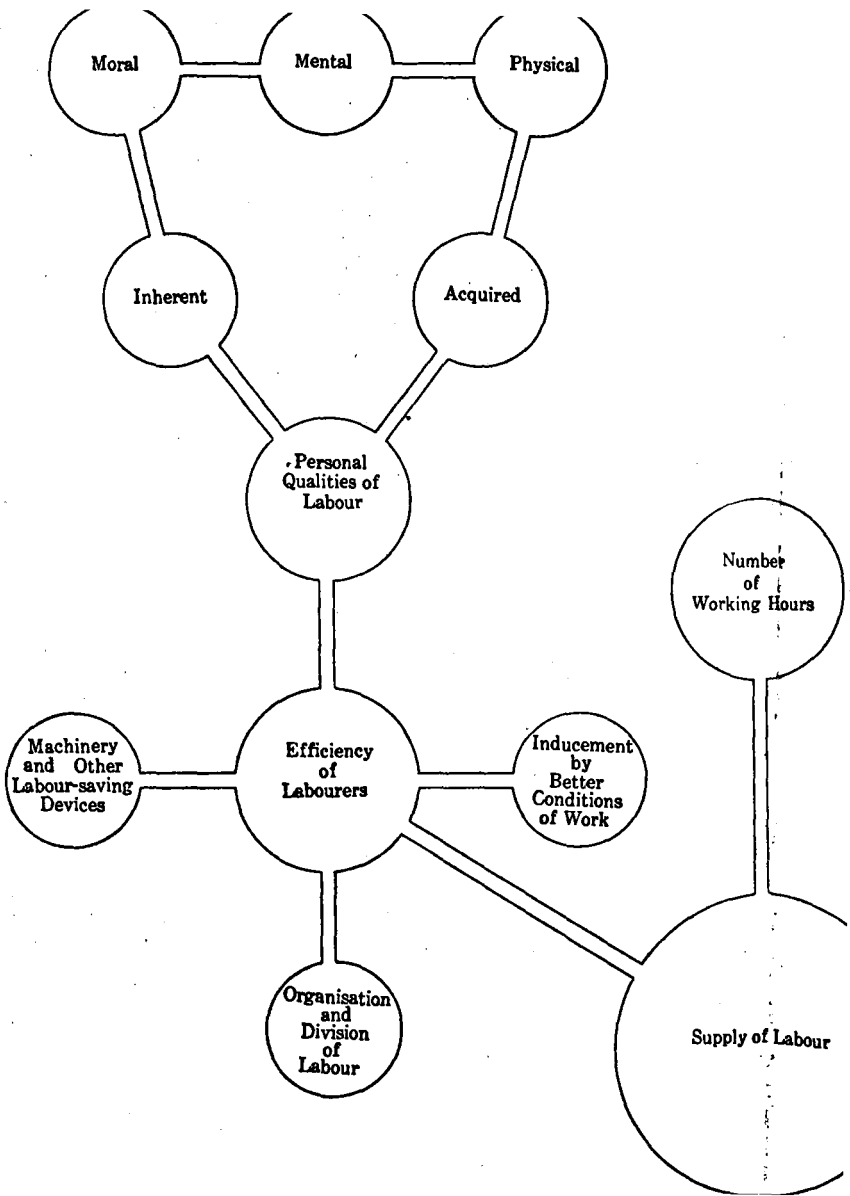 Moral
Mental
Physical
Inherent
Acquired
Personal
Qualities of
Labour
Number
of
Working Hours
Machinery
and Other
Labour-saving
Devices
Efficiency
of
Labourers
Inducement
by
Better
Conditions
of Work
Organisation
and
Division
of
Labour
Supply of Labour